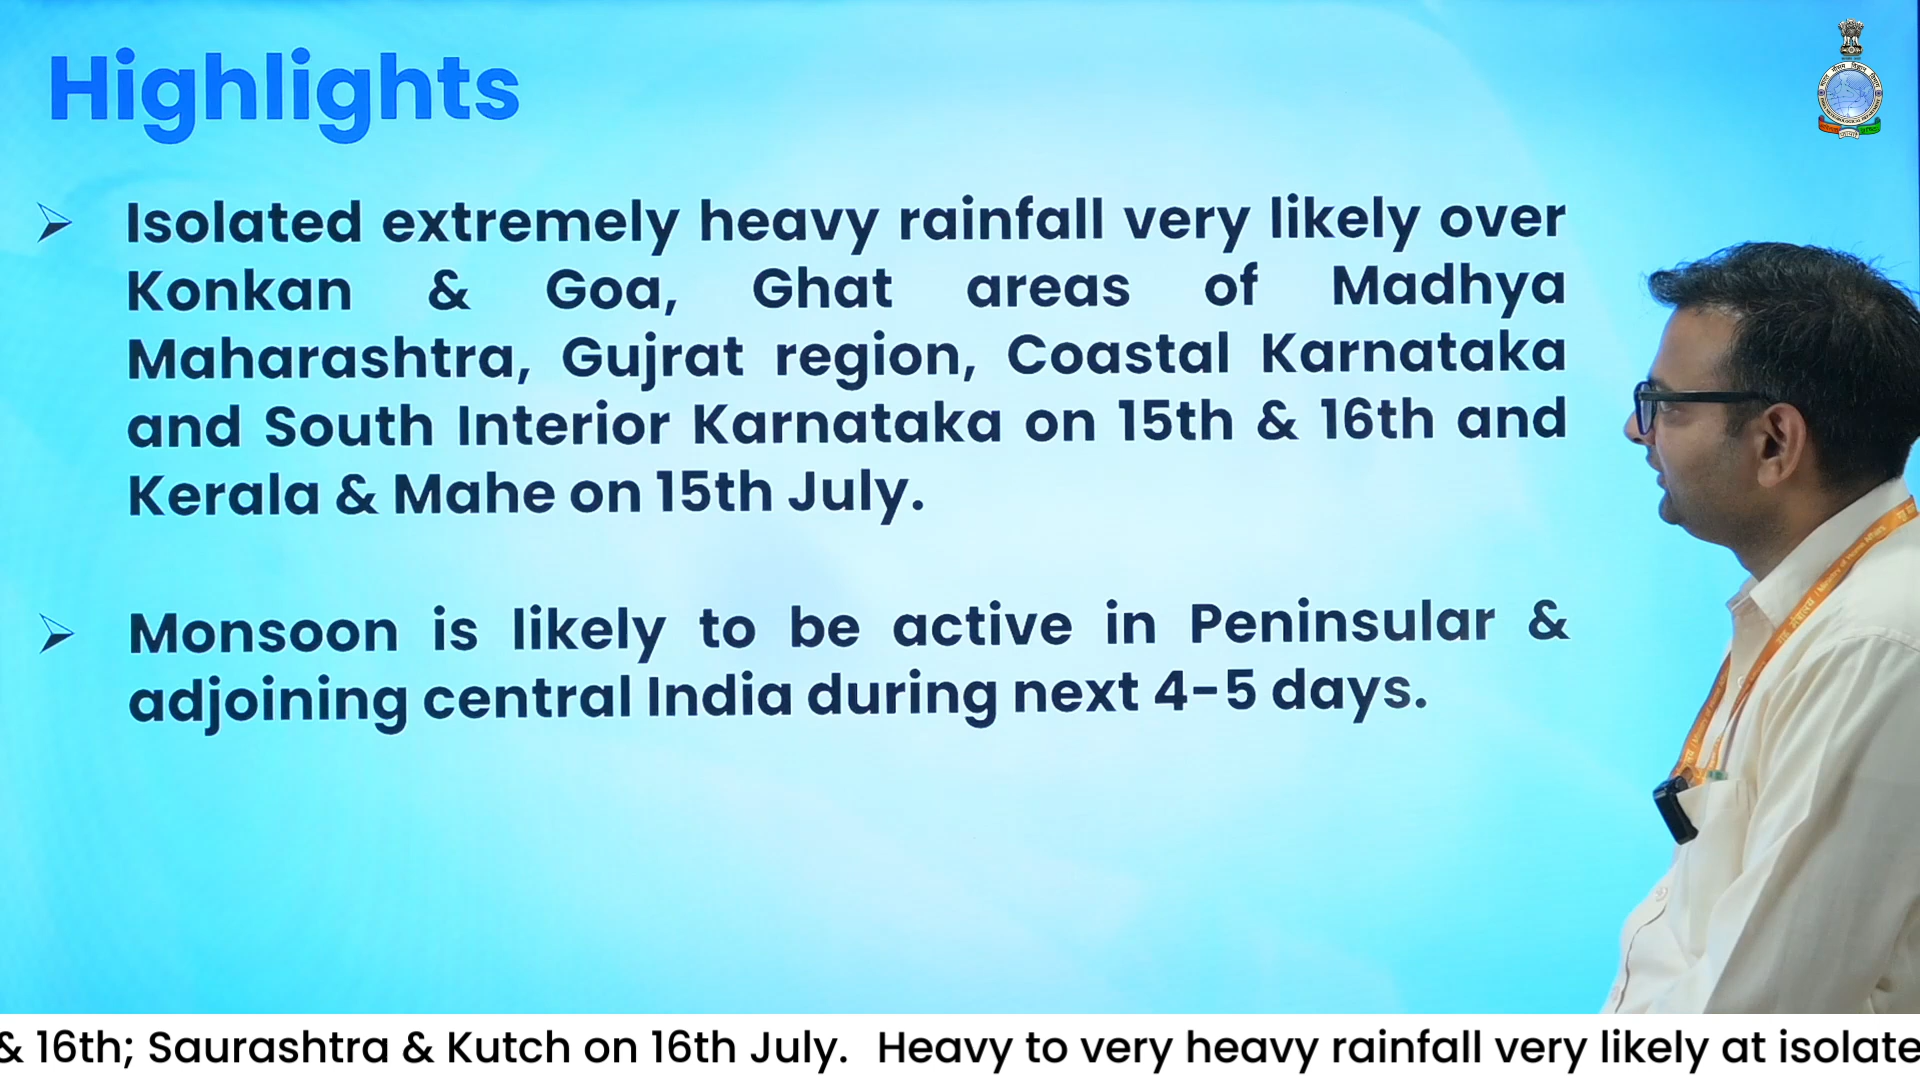 Highlights
Isolated extremely heavy rainfall very likely over
Konkan & Goa, Ghat areas of Madhya
Maharashtra, Gujrat region, Coastal Karnataka
and South Interior Karnataka on 15th & 16th and
Kerala & Mahe on 15th July.
Monsoon is likely to be active in Peninsular &
adjoining central India during next 4-5 days.
& 16th; Saurashtra & Kutch on 16th July. Heavy to very heavy rainfall very likely at isolate